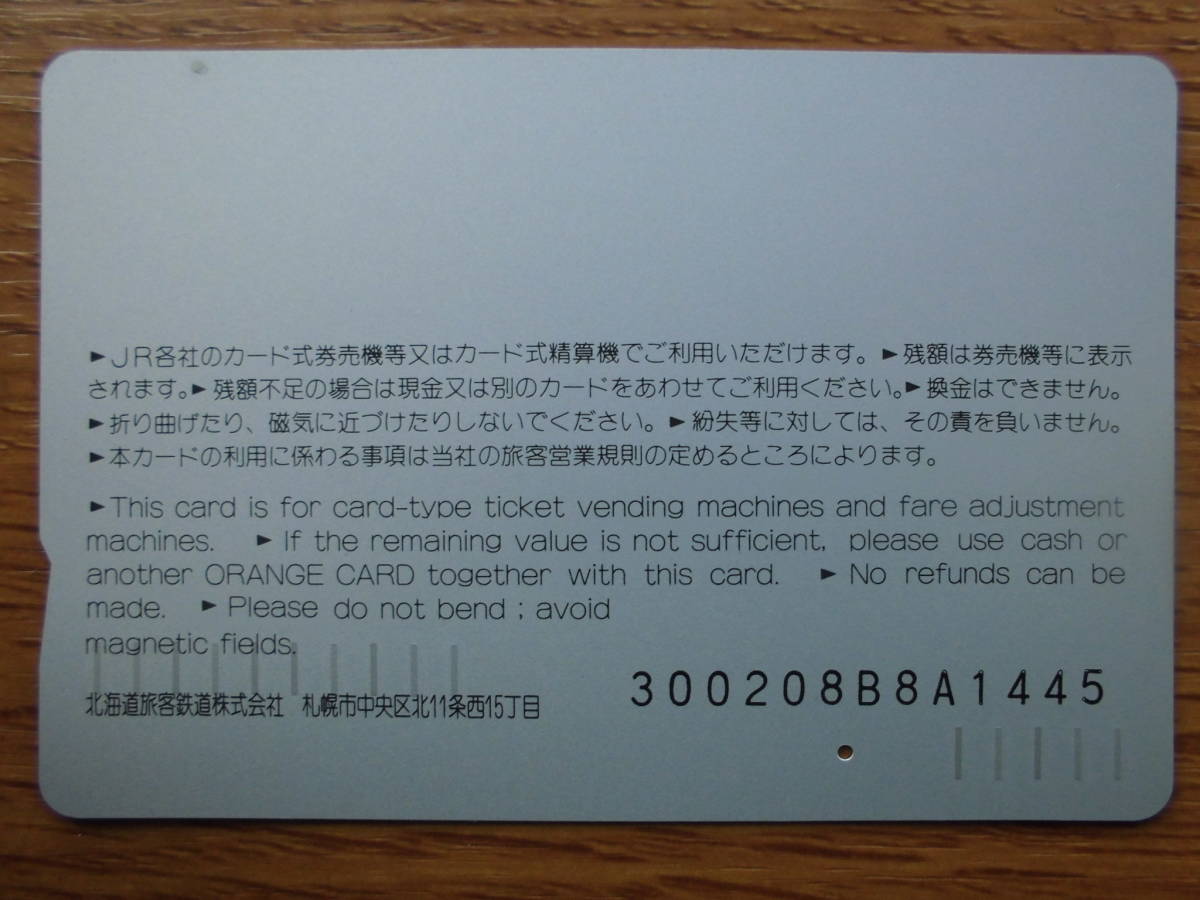 ►JR各社のカード式券売機等又はカード式精算機でご利用いただけます。►残額は券売機等に表示
されます。►残額不足の場合は現金又は別のカードをあわせてご利用ください。►換金はできません。
►折り曲げたり、磁気に近づけたりしないでください。►紛失等に対しては、その責を負いません。
►本カードの利用に係わる事項は当社の旅客営業規則の定めるところによります。
►This card is for card-type ticket vending machines and fare adjustment
machines. ►If the remaining value is not sufficient, please use cash or
another ORANGE CARD together with this card. ►No refunds can be
made. ►Please do not bend ; avoid
magnetic fields.
北海道旅客鉄道株式会社 札幌市中央区北11条西15丁目
300208B8A1445